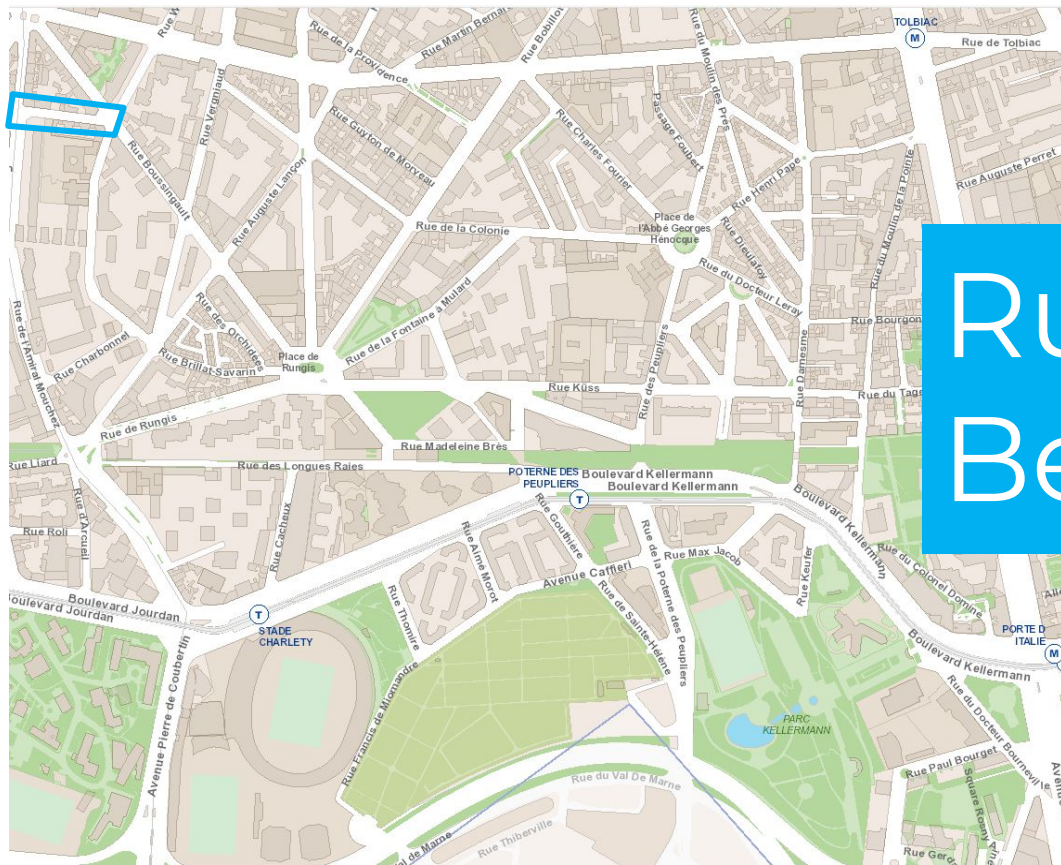 TOLBIAC
M
Rue de Tolbiac
Rue de la Providence
Rue Martin Bernard
Rue Bobillot
Rue du Moulin des Prés
Rue Vergniaud
Rue Guyton de Morveau
Rue Charles Fourier
Passage Foubert
Rue Boussingault
Rue Auguste Lançon
Rue Henri Pape
Rue du Moulin de la Pointe
Rue Auguste Perret
Rue de la Colonie
Place de
l'Abbé Georges
Hénocque
Rue Dieulafoy
Rue du Docteur Leray
Ru
Be
Rue de l'Amiral Mouchez
Rue Charbonnel
Rue des Orchidées
Rue Brillat-Savarin
Place de
Rungis
Rue de la Fontaine à Mulard
Rue des Peupliers
Rue Damesme
Rue Bourgon
Rue Küss
Rue du Tage
Rue de Rungis
Rue Madeleine Brès
Rue Liard
Rue des Longues Raies
POTERNE DES
PEUPLIERS
T
Boulevard Kellermann
Boulevard Kellermann
Boulevard Kellermann
Rue d'Arcueil
Rue Roli
Rue Cacheux
Rue Aimé Morot
Rue Gouthière
Rue de la Poterne des Peupliers
Rue Max Jacob
Rue Keufer
Rue du Colonel Dominé
Avenue Caffieri
Rue Thomire
Rue de Sainte-Hélène
Boulevard Jourdan
Boulevard Jourdan
T
STADE
CHARLETY
PORTE D
ITALIE
M
Boulevard Kellermann
Avenue Pierre de Coubertin
Rue Francis de Miomandre
PARC
KELLERMANN
Rue du Docteur Bourneville
Rue Paul Bourget
Square Rosny Aîné
Rue du Val De Marne
Rue Thiberville